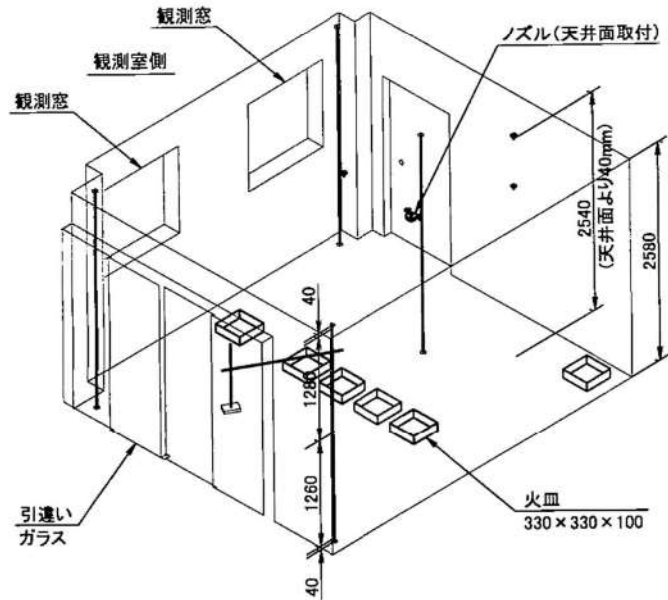 観測窓
ノズル(天井面取付)
観測室側
観測窓
2540
(天井面より40mm)
2580
40
1280
1260
40
引違い
ガラス
火皿
330×330×100